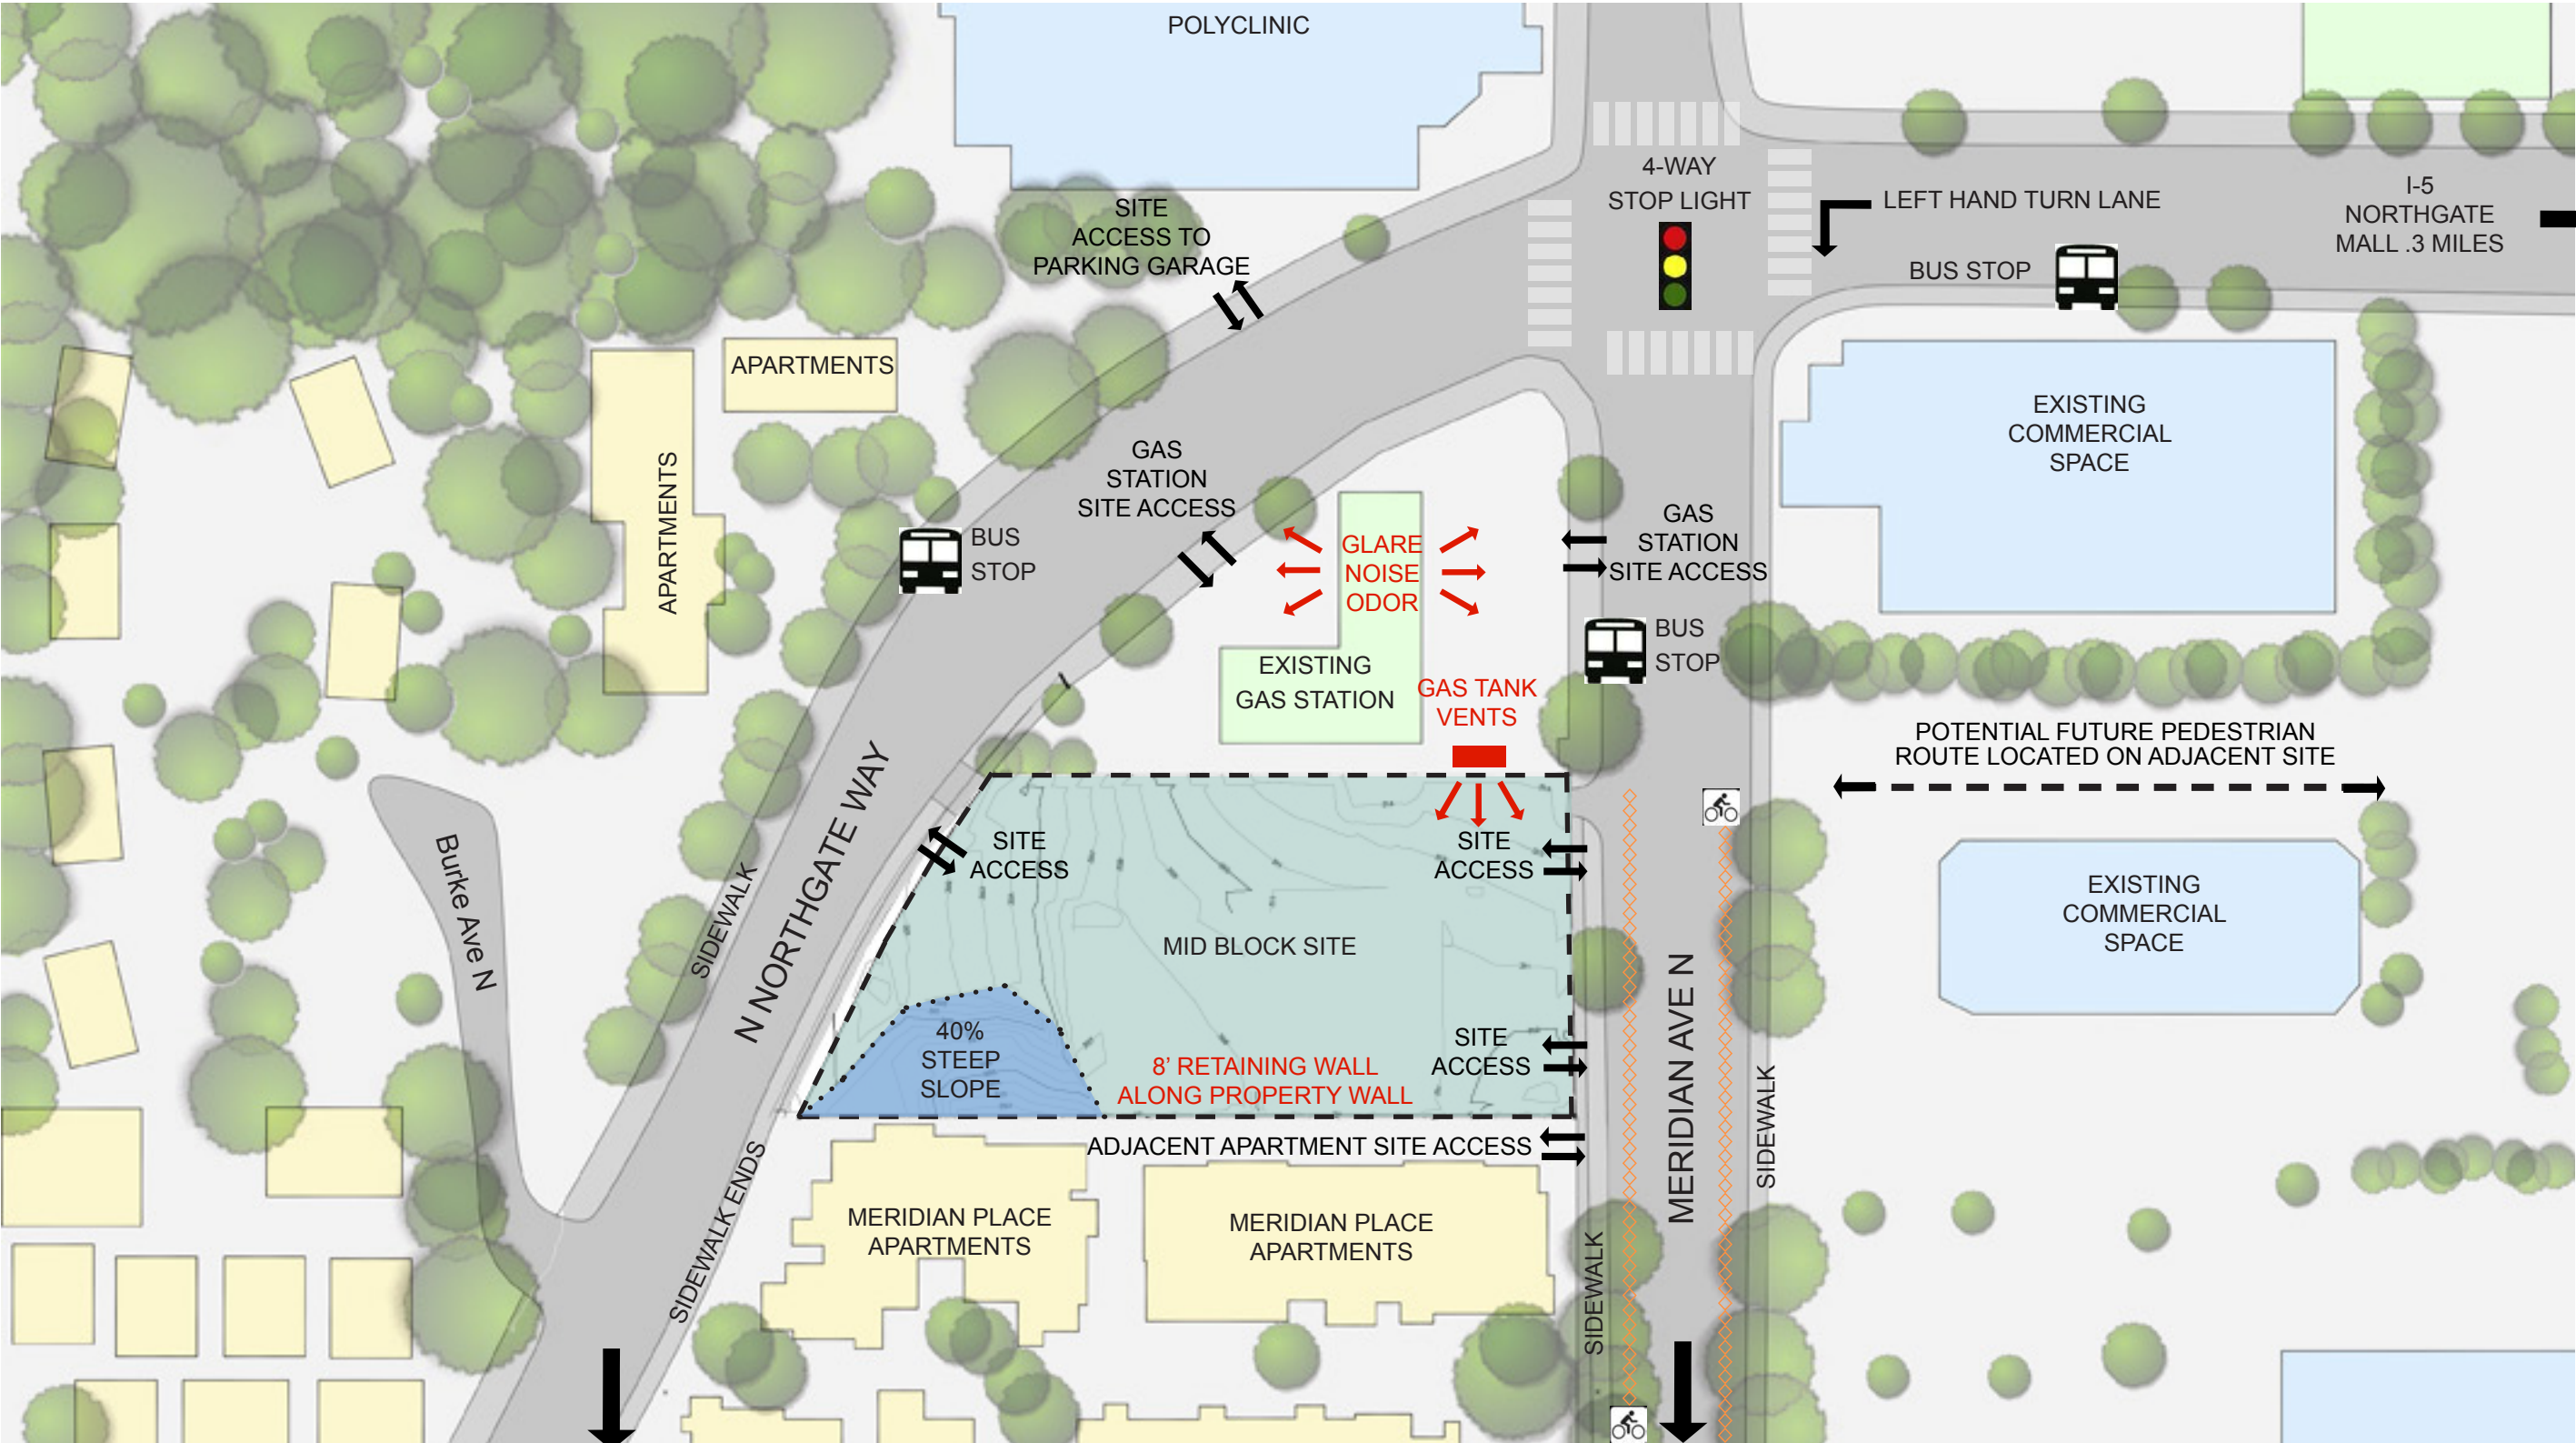 POLYCLINIC
4-WAY
STOP LIGHT
LEFT HAND TURN LANE
I-5
NORTHGATE
MALL .3 MILES
SITE
ACCESS TO
PARKING GARAGE
BUS STOP
APARTMENTS
APARTMENTS
GAS
STATION
SITE ACCESS
EXISTING
COMMERCIAL
SPACE
BUS
STOP
GLARE
NOISE
ODOR
GAS
STATION
SITE ACCESS
BUS
STOP
EXISTING
GAS STATION
GAS TANK
VENTS
POTENTIAL FUTURE PEDESTRIAN
ROUTE LOCATED ON ADJACENT SITE
Burke Ave N
SIDEWALK
N NORTHGATE WAY
SITE
ACCESS
SITE
ACCESS
MID BLOCK SITE
EXISTING
COMMERCIAL
SPACE
40%
STEEP
SLOPE
8’ RETAINING WALL
ALONG PROPERTY WALL
SITE
ACCESS
MERIDIAN AVE N
SIDEWALK
ADJACENT APARTMENT SITE ACCESS
SIDEWALK ENDS
MERIDIAN PLACE
APARTMENTS
MERIDIAN PLACE
APARTMENTS
SIDEWALK